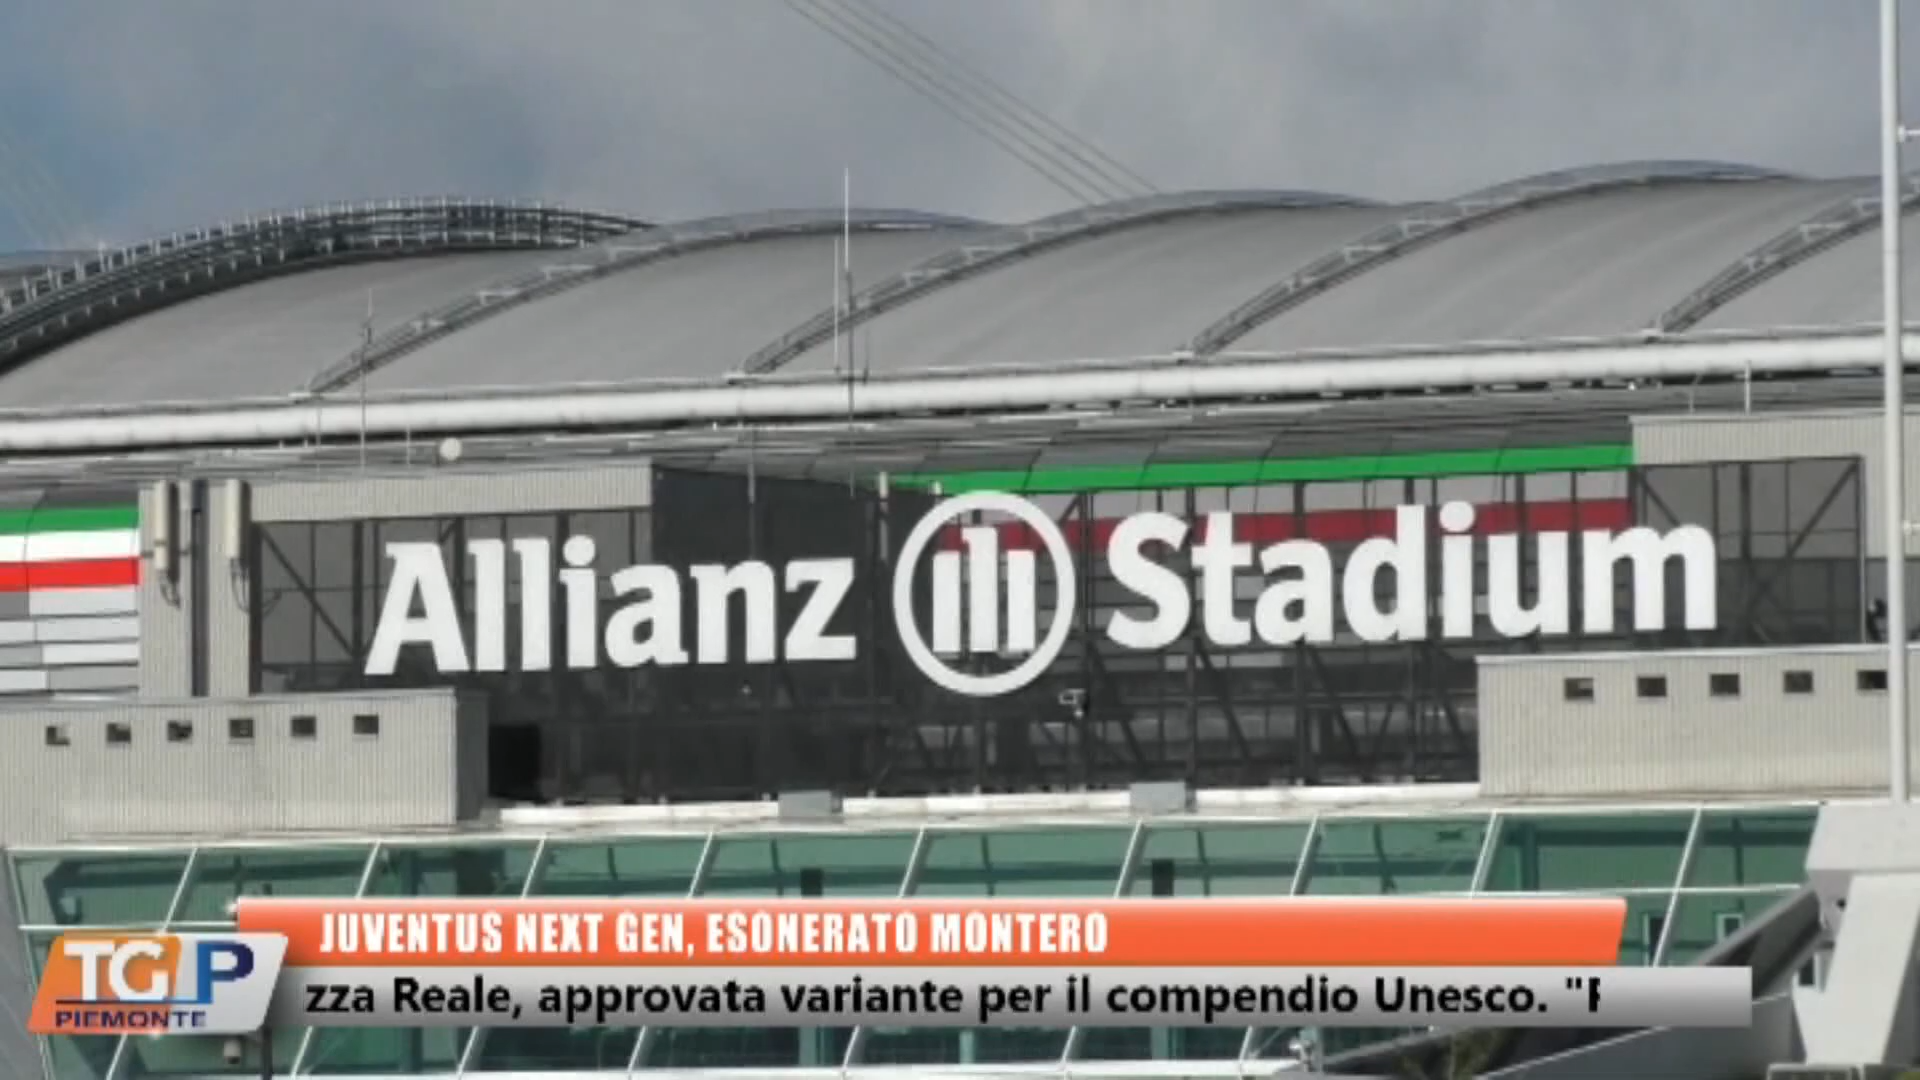 Allianz Stadium
JUVENTUS NEXT GEN, ESONERATO MONTERO
TGP
PIEMONTE
zza Reale, approvata variante per il compendio Unesco. "